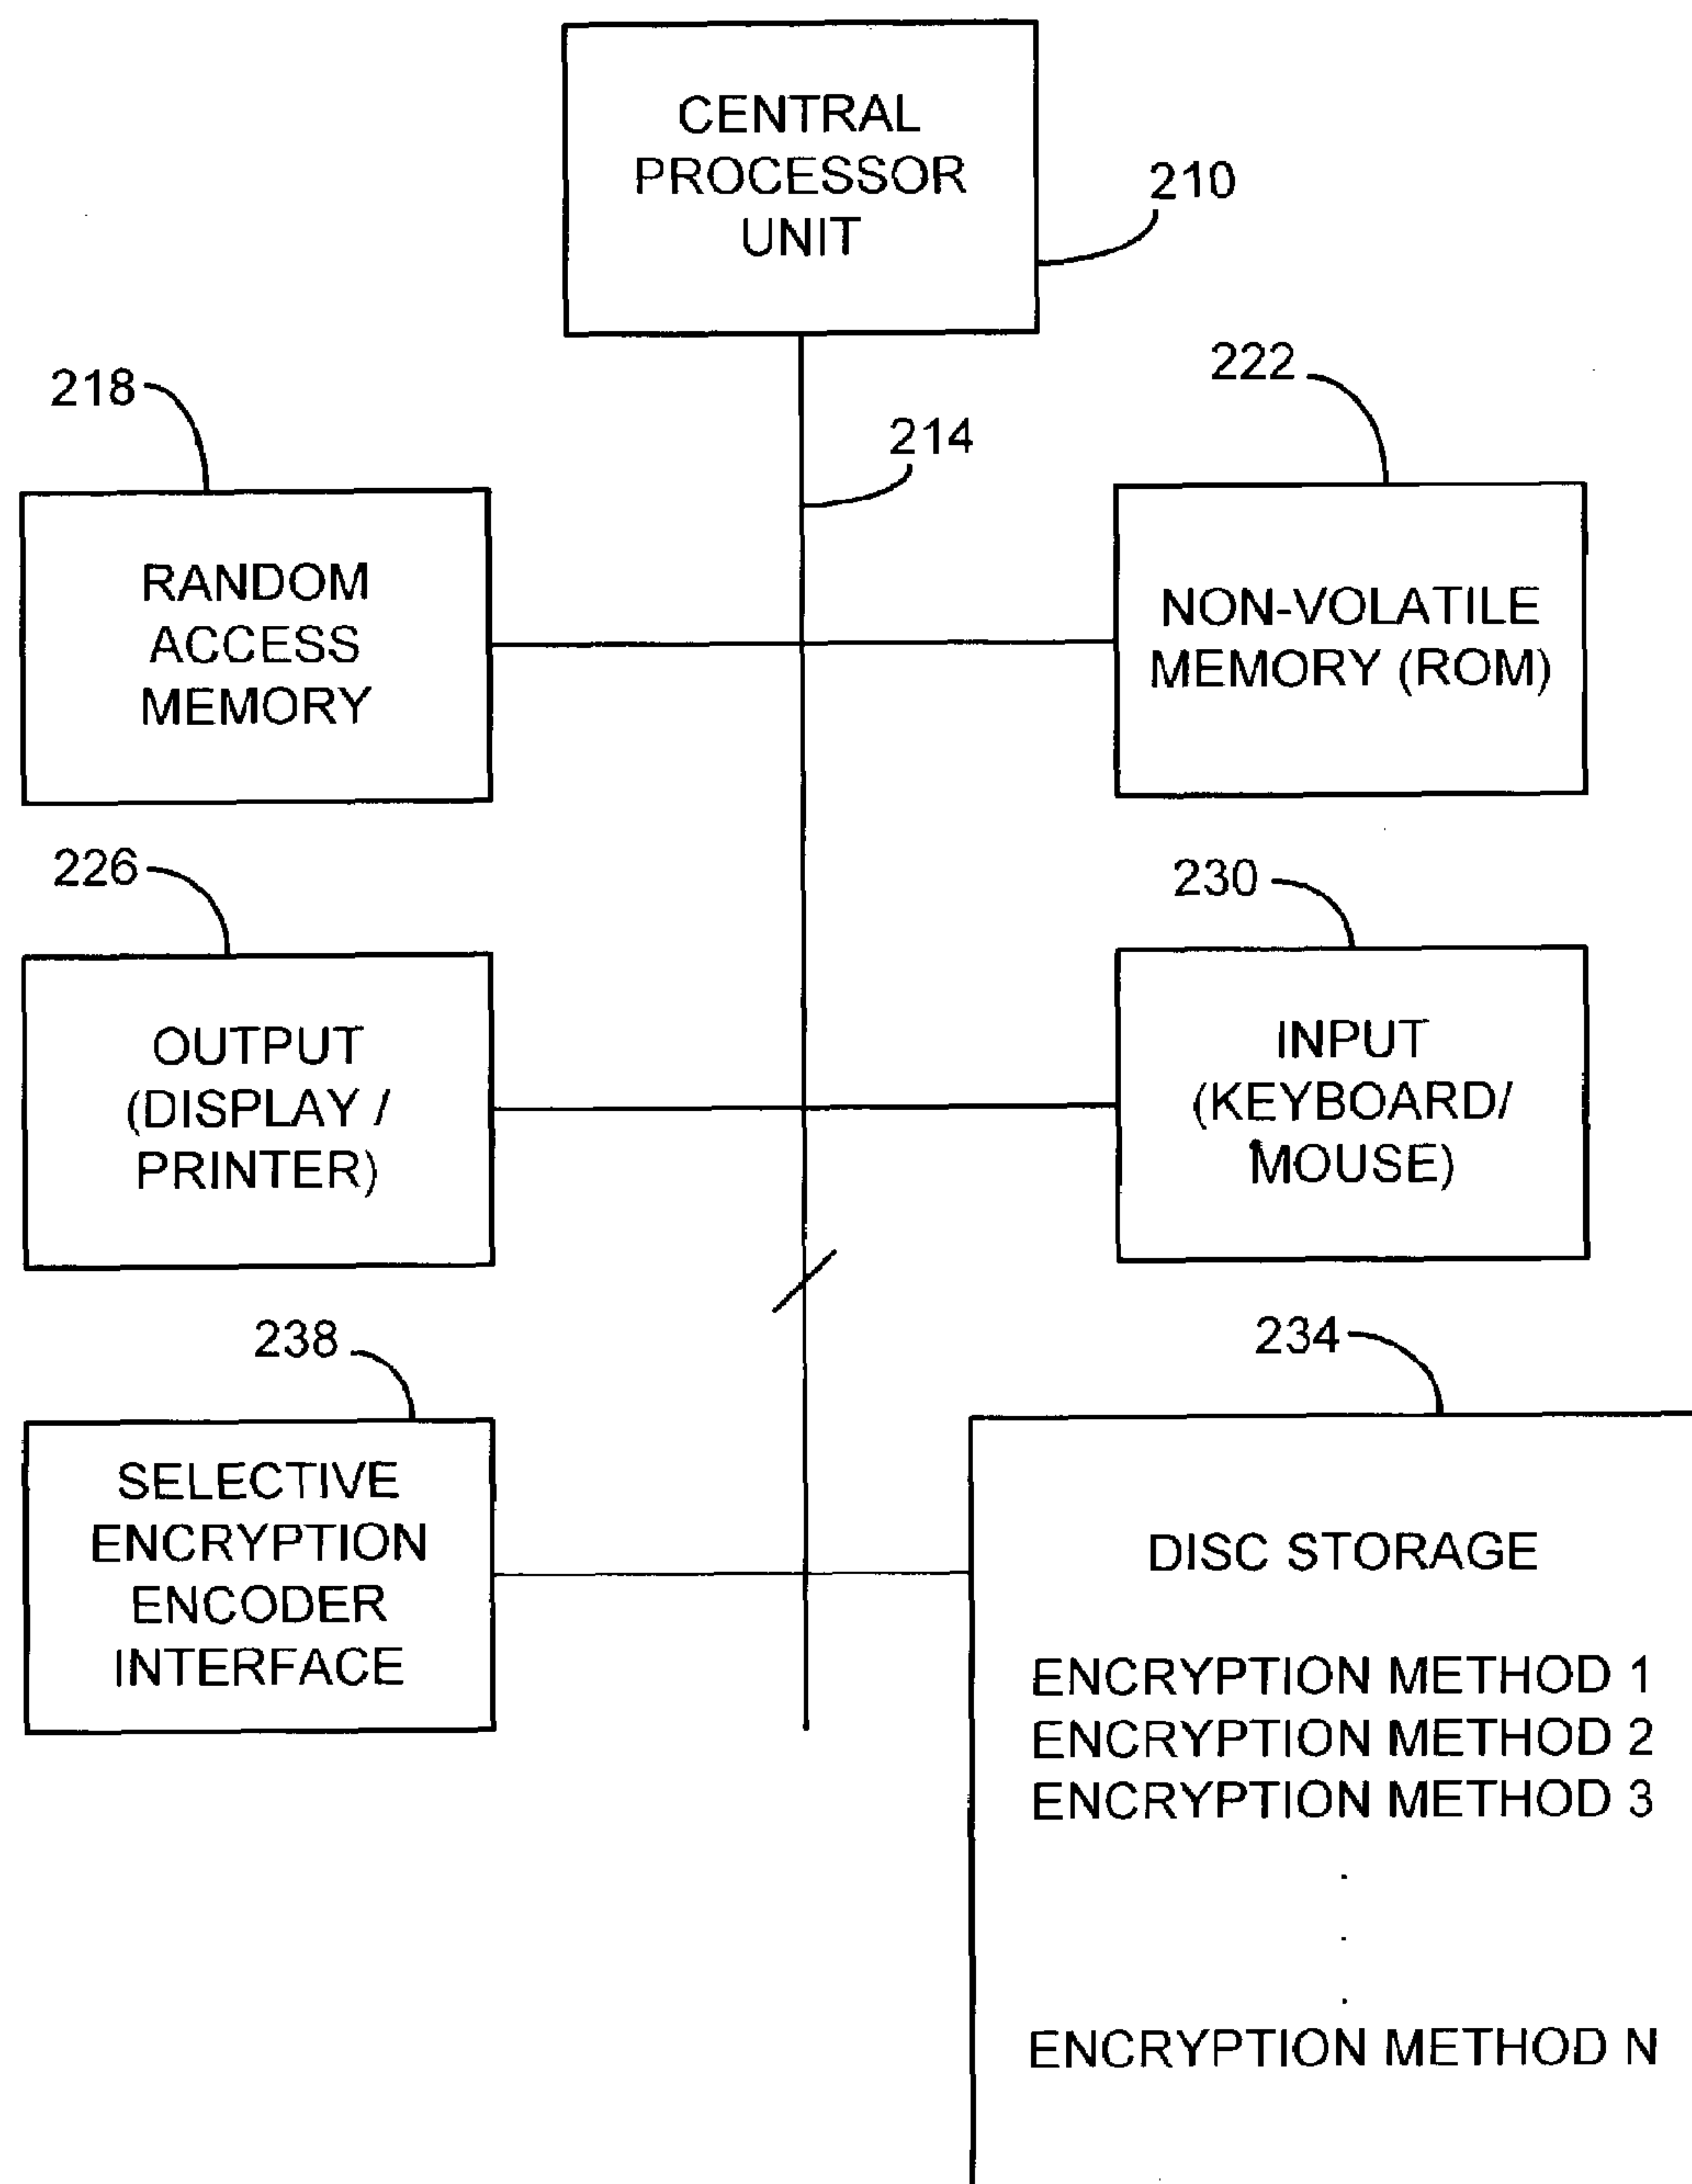 CENTRAL
PROCESSOR
UNIT
210
218
222
214
RANDOM
ACCESS
MEMORY
NON-VOLATILE
MEMORY (ROM)
226
230
OUTPUT
(DISPLAY /
PRINTER)
INPUT
(KEYBOARD/
MOUSE)
238
234
SELECTIVE
ENCRYPTION
ENCODER
INTERFACE
DISC STORAGE
ENCRYPTION METHOD 1
ENCRYPTION METHOD 2
ENCRYPTION METHOD 3
.
.
.
ENCRYPTION METHOD N